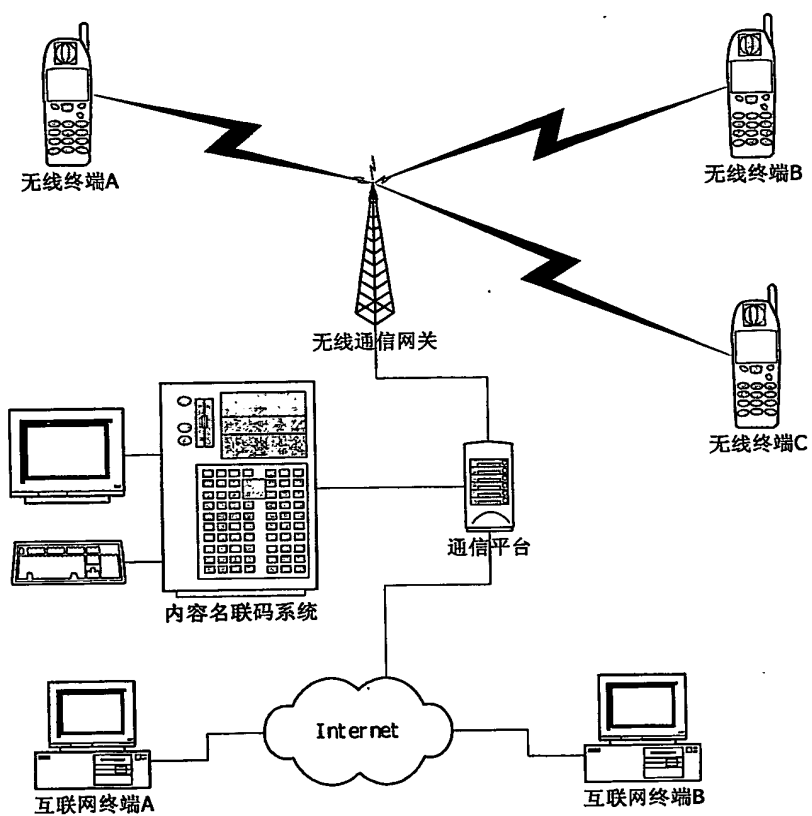 无线终端A
无线终端B
无线通信网关
无线终端C
通信平台
内容名联码系统
Internet
互联网终端A
互联网终端B